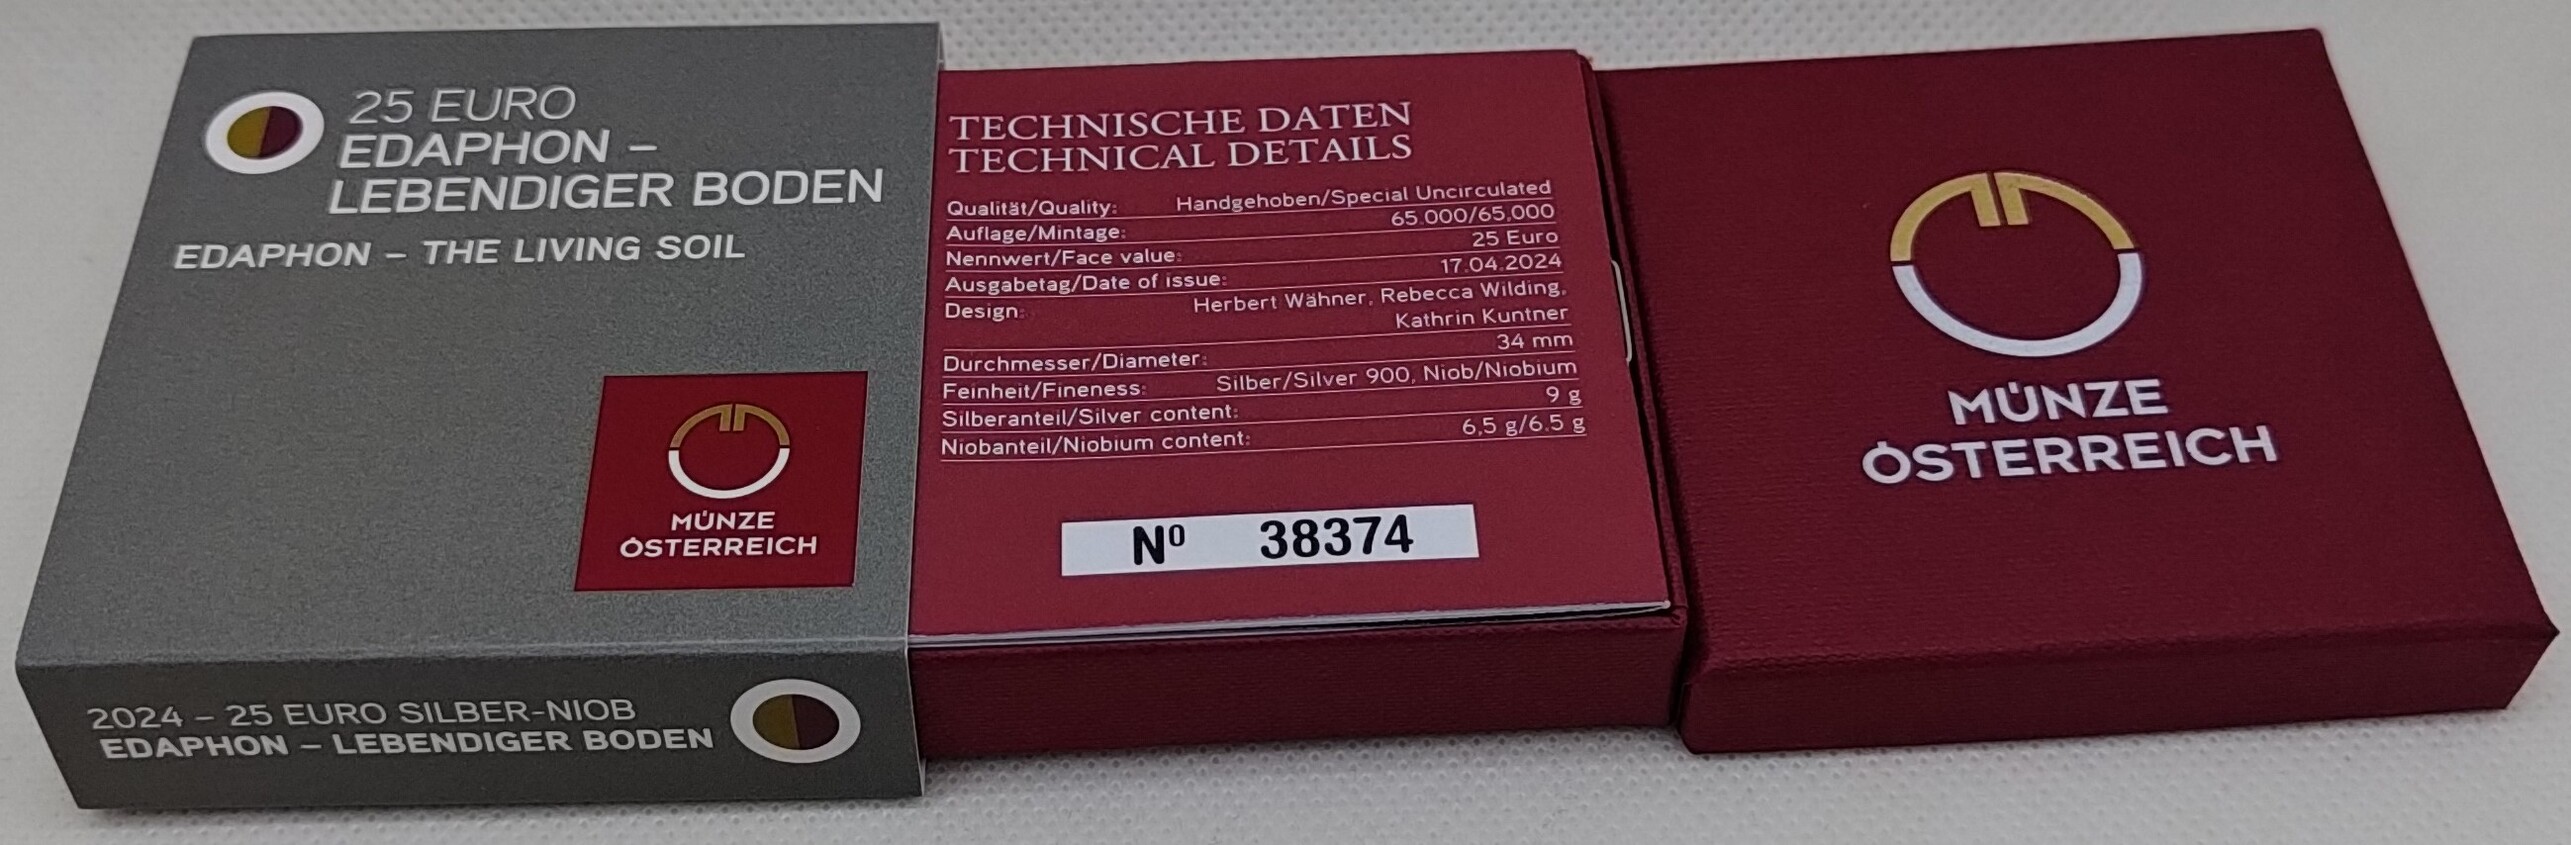 25 EURO
EDAPHON –
LEBENDIGER BODEN
EDAPHON – THE LIVING SOIL
MÜNZE
ÖSTERREICH
2024 – 25 EURO SILBER-NIOB
EDAPHON – LEBENDIGER BODEN
TECHNISCHE DATEN
TECHNICAL DETAILS
Qualität/Quality: Handgehoben/Special Uncirculated
Auflage/Mintage: 65.000/65,000
Nennwert/Face value: 25 Euro
Ausgabetag/Date of issue: 17.04.2024
Design: Herbert Wähner, Rebecca Wilding,
Kathrin Kuntner
Durchmesser/Diameter: 34 mm
Feinheit/Fineness: Silber/Silver 900, Niob/Niobium
Silberanteil/Silver content: 9 g
Niobanteil/Niobium content: 6,5 g/6.5 g
Nº 38374
MÜNZE
ÖSTERREICH